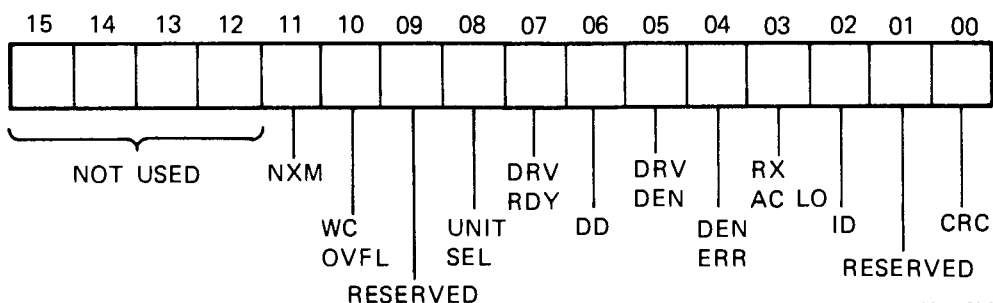 15 14 13 12 11 10 09 08 07 06 05 04 03 02 01 00
NOT USED
NXM
WC
OVFL
RESERVED
UNIT
SEL
DRV
RDY
DD
DRV
DEN
DEN
ERR
RX
AC LO
ID
RESERVED
CRC